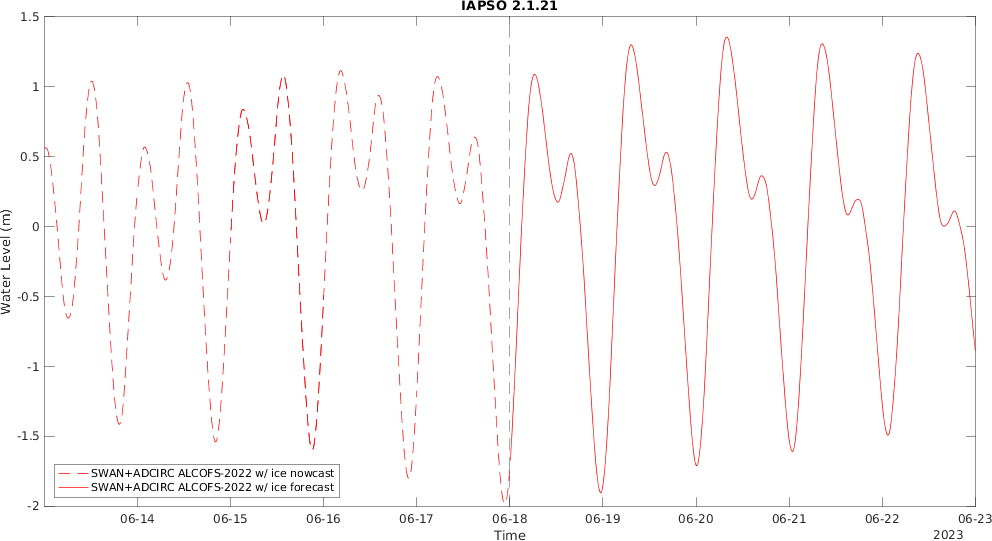 IAPSO 2.1.21
1.5
1
0.5
0
-0.5
-1
-1.5
-2
Water Level (m)
SWAN+ADCIRC ALCOFS-2022 w/ ice nowcast
SWAN+ADCIRC ALCOFS-2022 w/ ice forecast
06-14 06-15 06-16 06-17 06-18 06-19 06-20 06-21 06-22 06-23
Time
2023